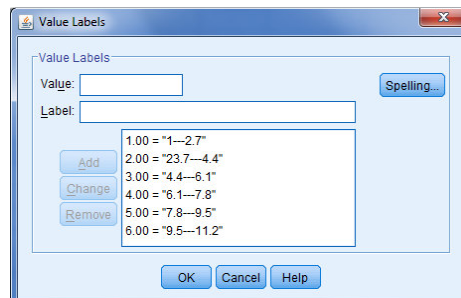 Value Labels
Value Labels
Value:
Spelling...
Label:
Add
Change
Remove
1.00 = "1---2.7"
2.00 = "23.7---4.4"
3.00 = "4.4---6.1"
4.00 = "6.1---7.8"
5.00 = "7.8---9.5"
6.00 = "9.5---11.2"
OK Cancel Help